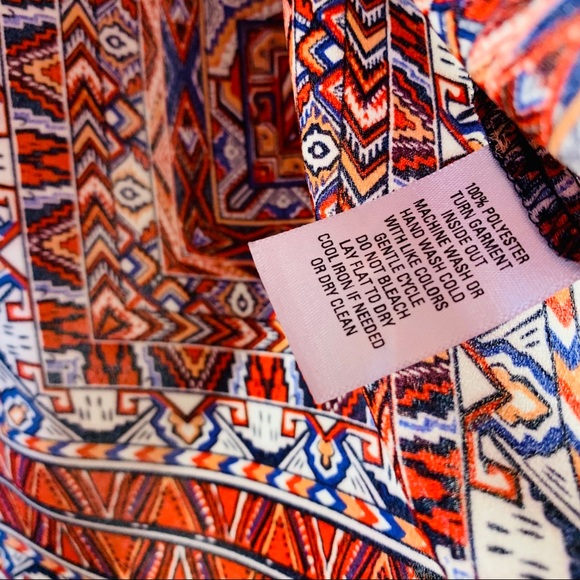 100% POLYESTER
TURN GARMENT
INSIDE OUT
MACHINE WASH OR
HAND WASH COLD
WITH LIKE COLORS
GENTLE CYCLE
DO NOT BLEACH
LAY FLAT TO DRY
COOL IRON IF NEEDED
OR DRY CLEAN